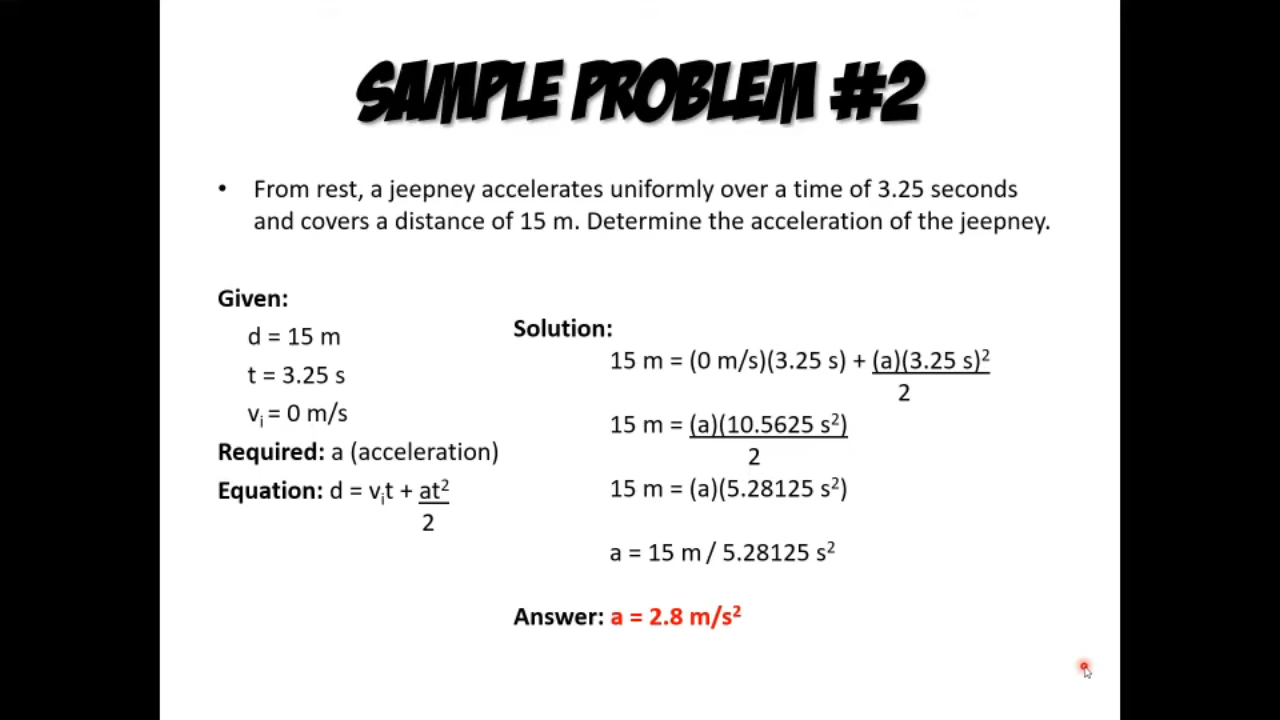 SAMPLE PROBLEM #2
• From rest, a jeepney accelerates uniformly over a time of 3.25 seconds
and covers a distance of 15 m. Determine the acceleration of the jeepney.
Given:
d = 15 m
t = 3.25 s
vᵢ = 0 m/s
Required: a (acceleration)
Equation: d = vᵢt + at²
2
Solution:
15 m = (0 m/s)(3.25 s) + (a)(3.25 s)²
2
15 m = (a)(10.5625 s²)
2
15 m = (a)(5.28125 s²)
a = 15 m / 5.28125 s²
Answer: a = 2.8 m/s²